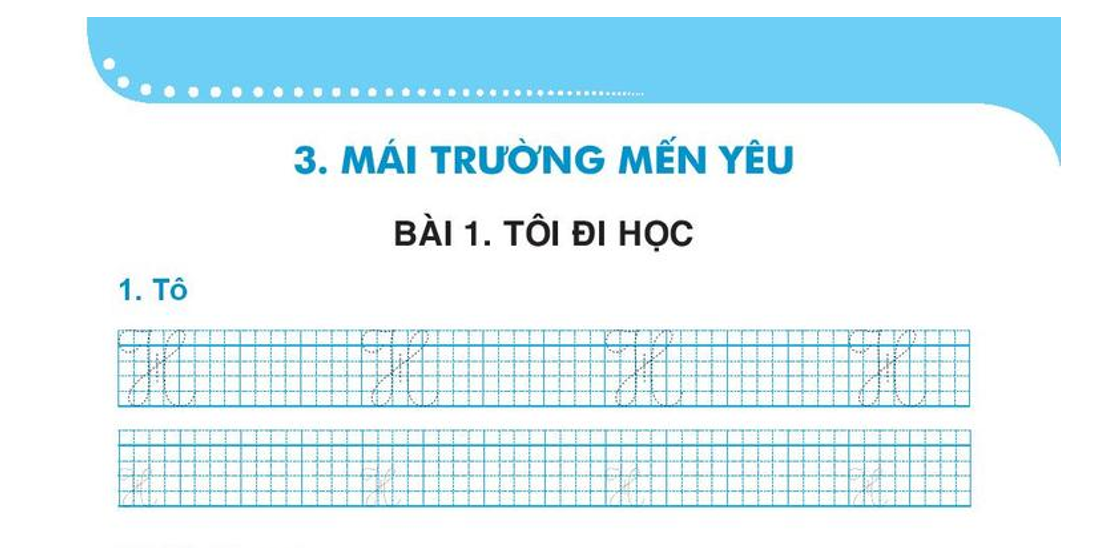 3. MÁI TRƯỜNG MẾN YÊU
BÀI 1. TÔI ĐI HỌC
1. Tô
H H H H
H H H H